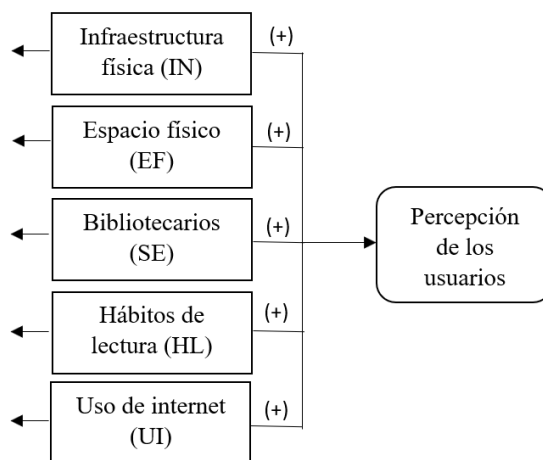 Infraestructura
física (IN)
(+)
Espacio físico
(EF)
(+)
Bibliotecarios
(SE)
(+)
Hábitos de
lectura (HL)
(+)
Uso de internet
(UI)
(+)
Percepción
de los
usuarios